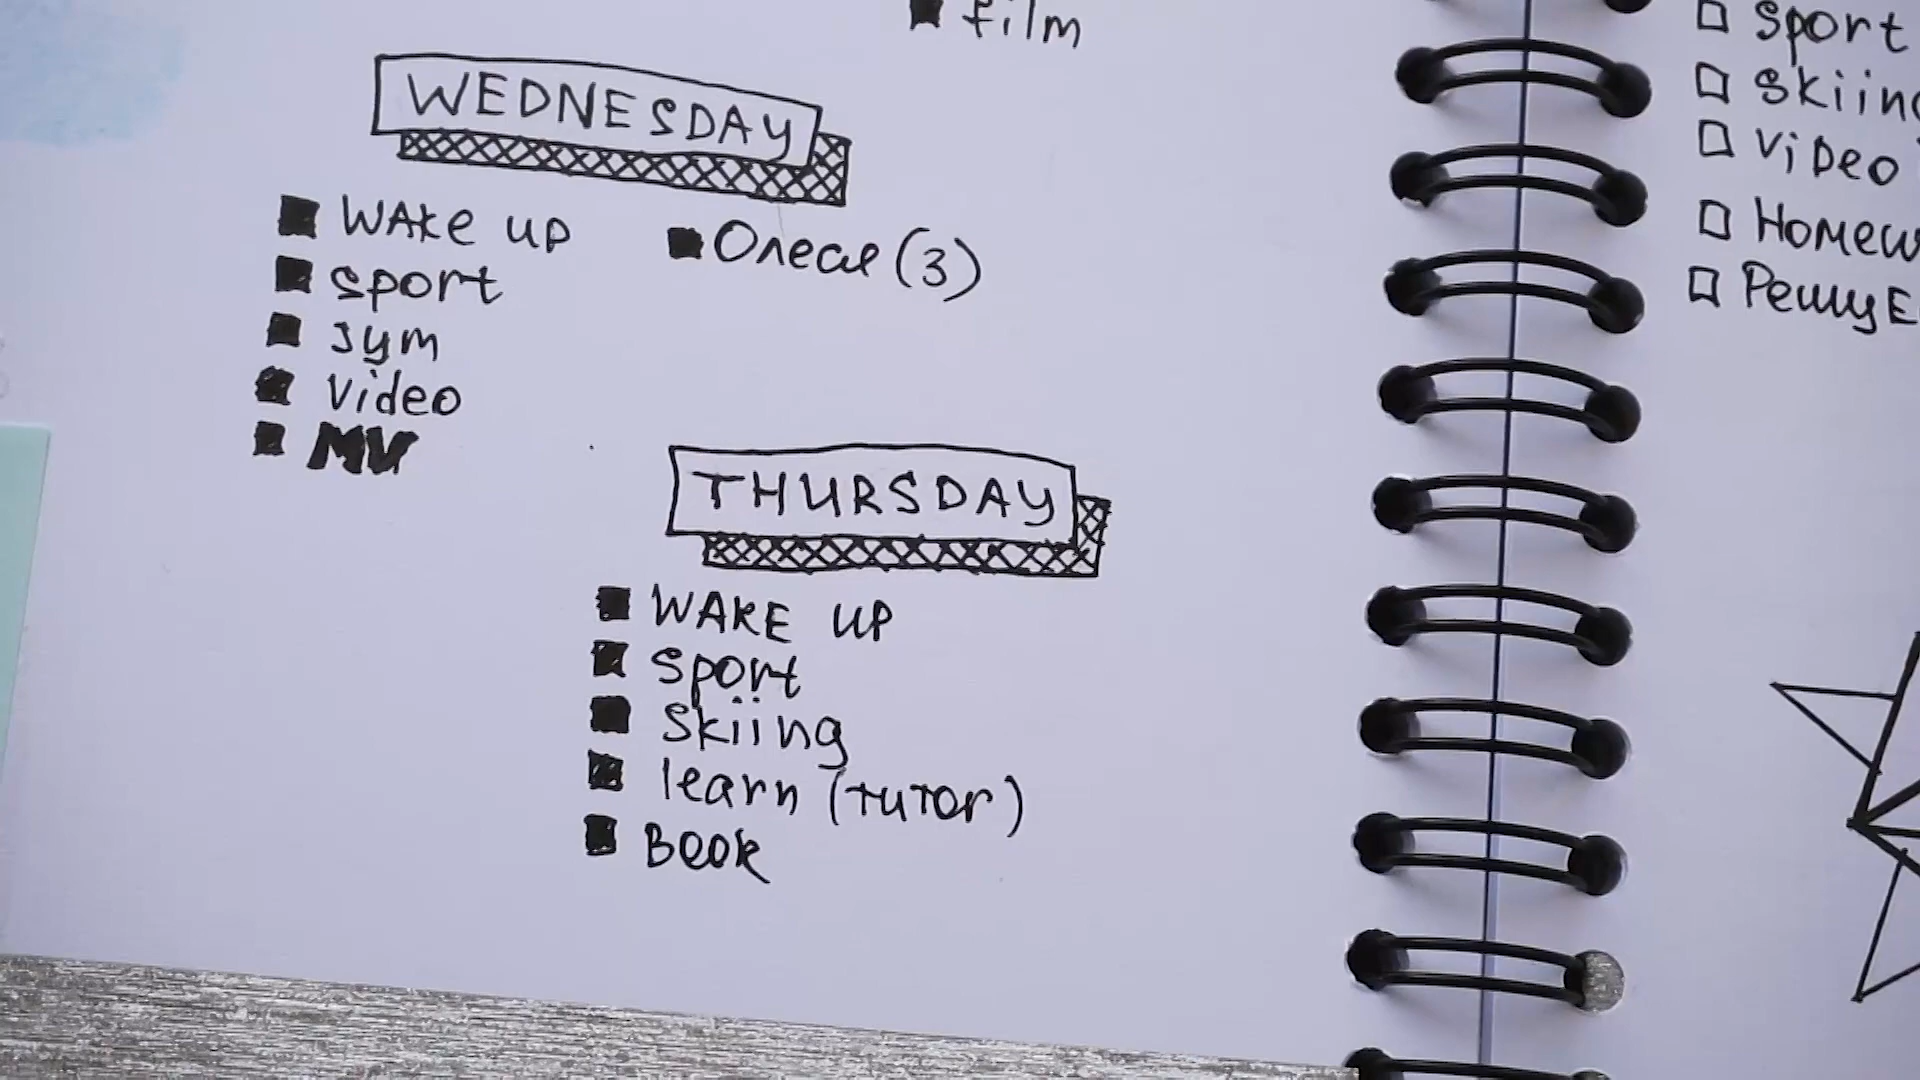 film
WEDNESDAY
WAKE UP
sport
gym
video
MV
Олеся (3)
THURSDAY
WAKE UP
sport
skiing
learn (TUTOR)
BOOK
sport
skiing
VIDEO
Homew
РешуЕ